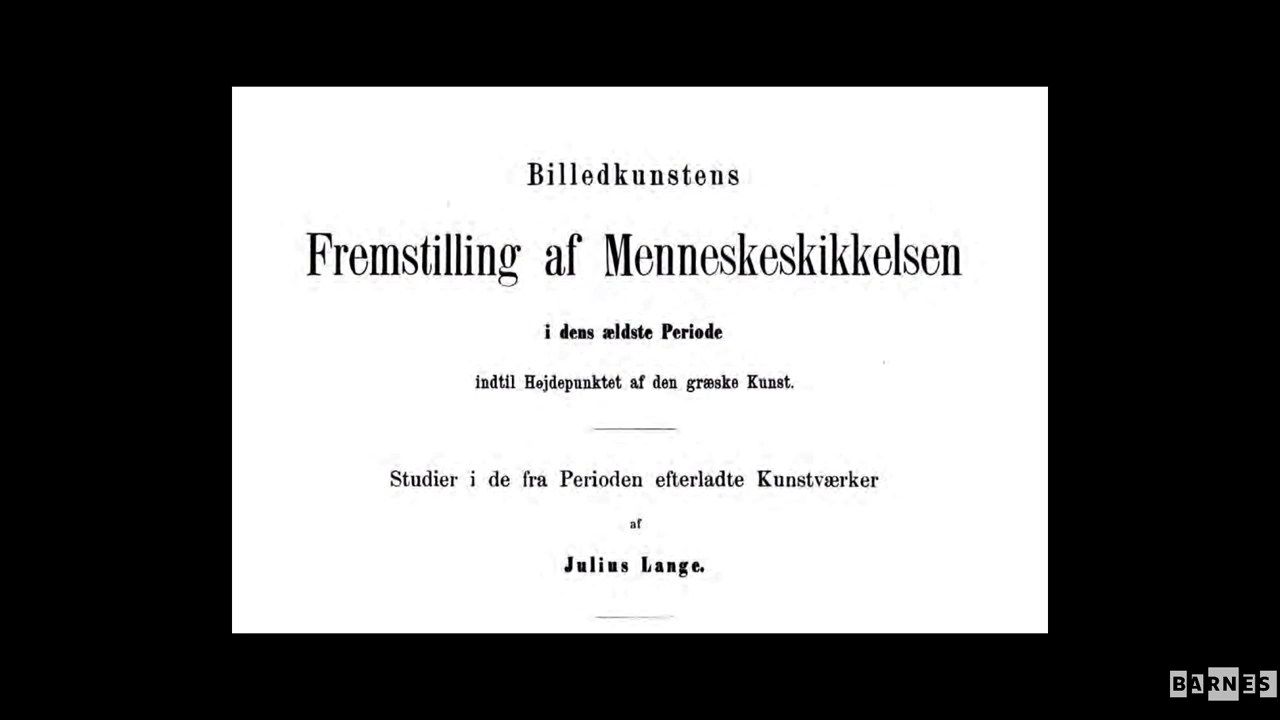 Billedkunstens
Fremstilling af Menneskeskikkelsen
i dens ældste Periode
indtil Højdepunktet af den græske Kunst.
Studier i de fra Perioden efterladte Kunstværker
af
Julius Lange.
BARNES